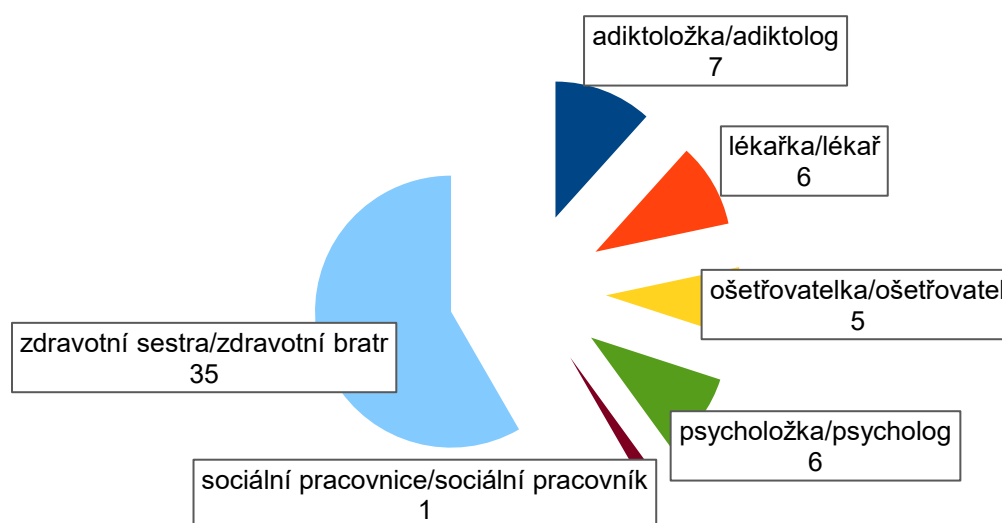 adiktoložka/adiktolog
7
lékařka/lékař
6
ošetřovatelka/ošetřovatel
5
psycholožka/psycholog
6
sociální pracovnice/sociální pracovník
1
zdravotní sestra/zdravotní bratr
35